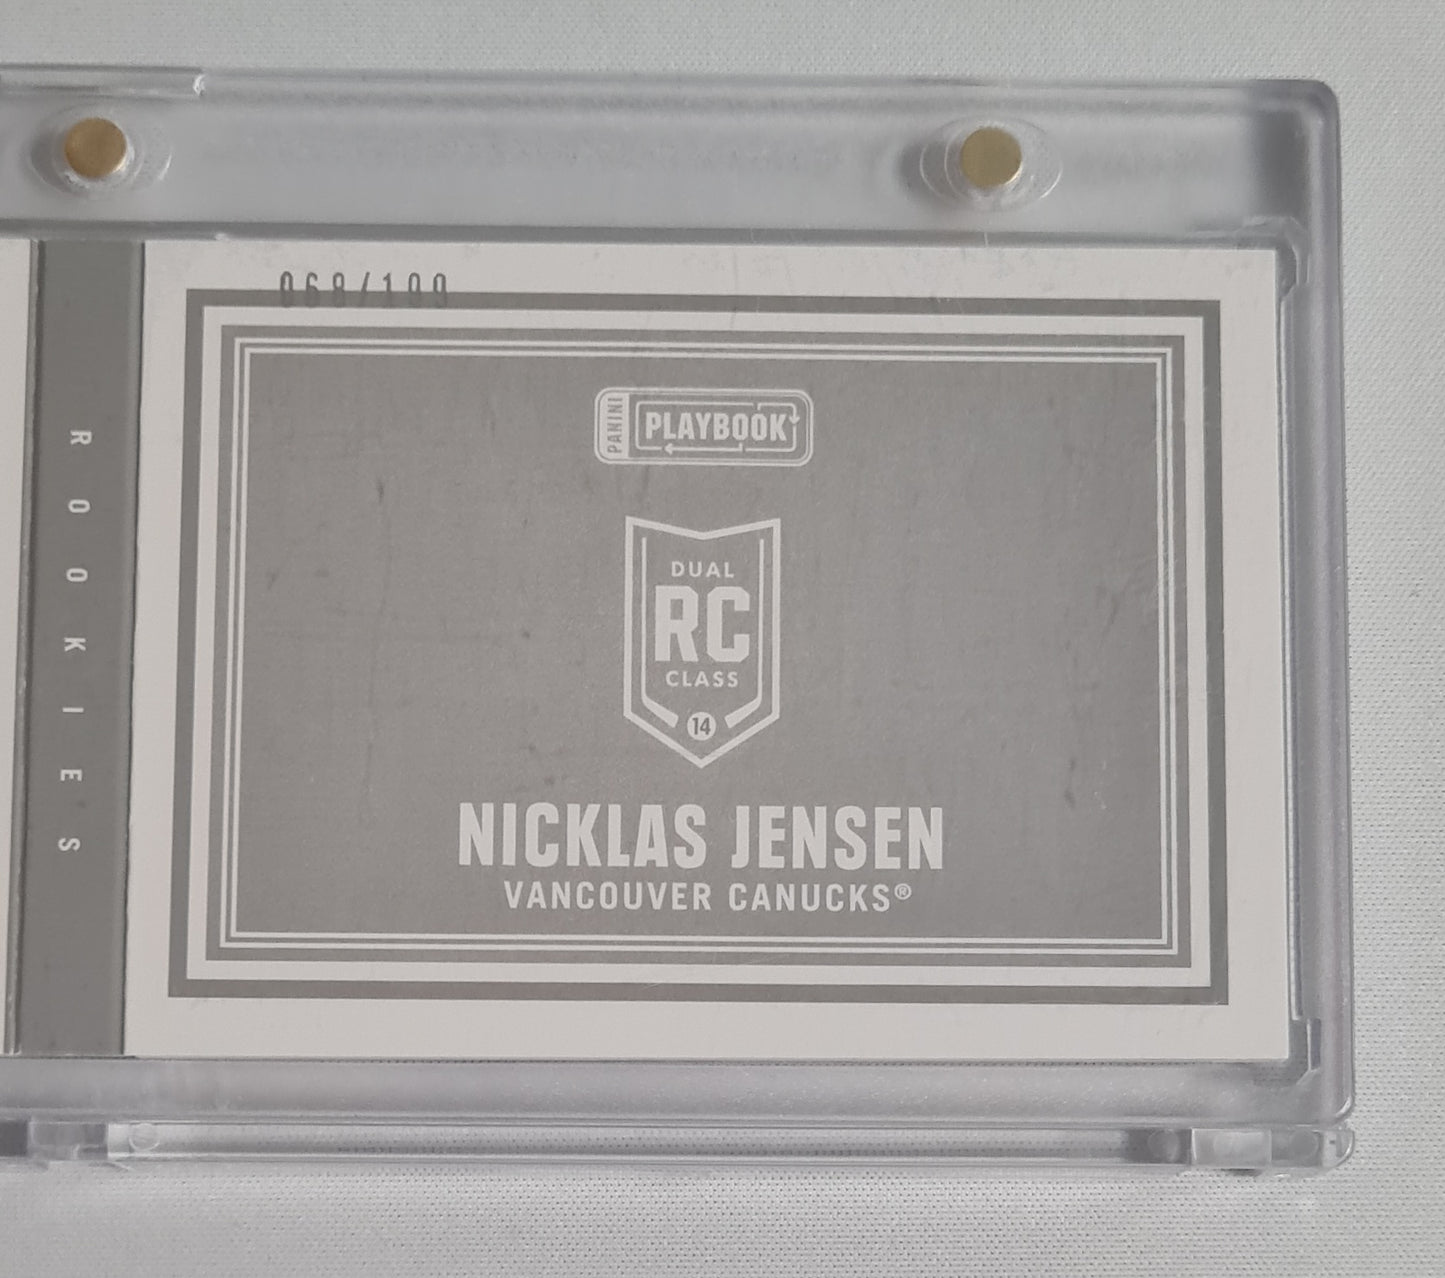 068/199
ROOKIES
PANINI
PLAYBOOK
DUAL
RC
CLASS
14
NICKLAS JENSEN
VANCOUVER CANUCKS®